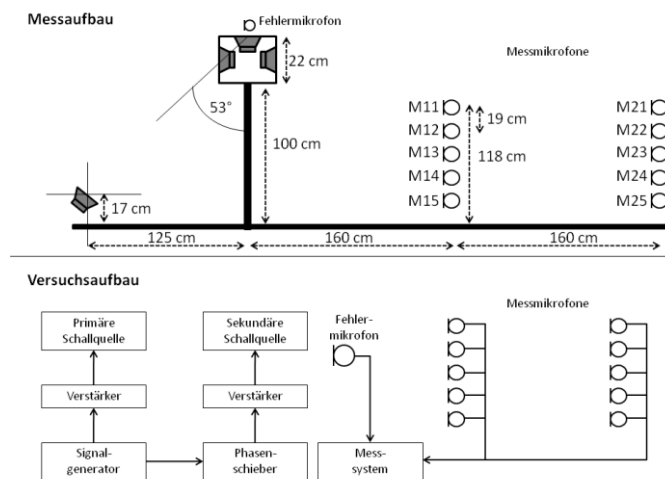 Messaufbau
Fehlermikrofon
22 cm
Messmikrofone
53°
100 cm
M11
M12
M13
M14
M15
19 cm
118 cm
M21
M22
M23
M24
M25
17 cm
125 cm
160 cm
160 cm
Versuchsaufbau
Primäre
Schallquelle
Sekundäre
Schallquelle
Fehler-
mikrofon
Messmikrofone
Verstärker
Verstärker
Signal-
generator
Phasen-
schieber
Mess-
system